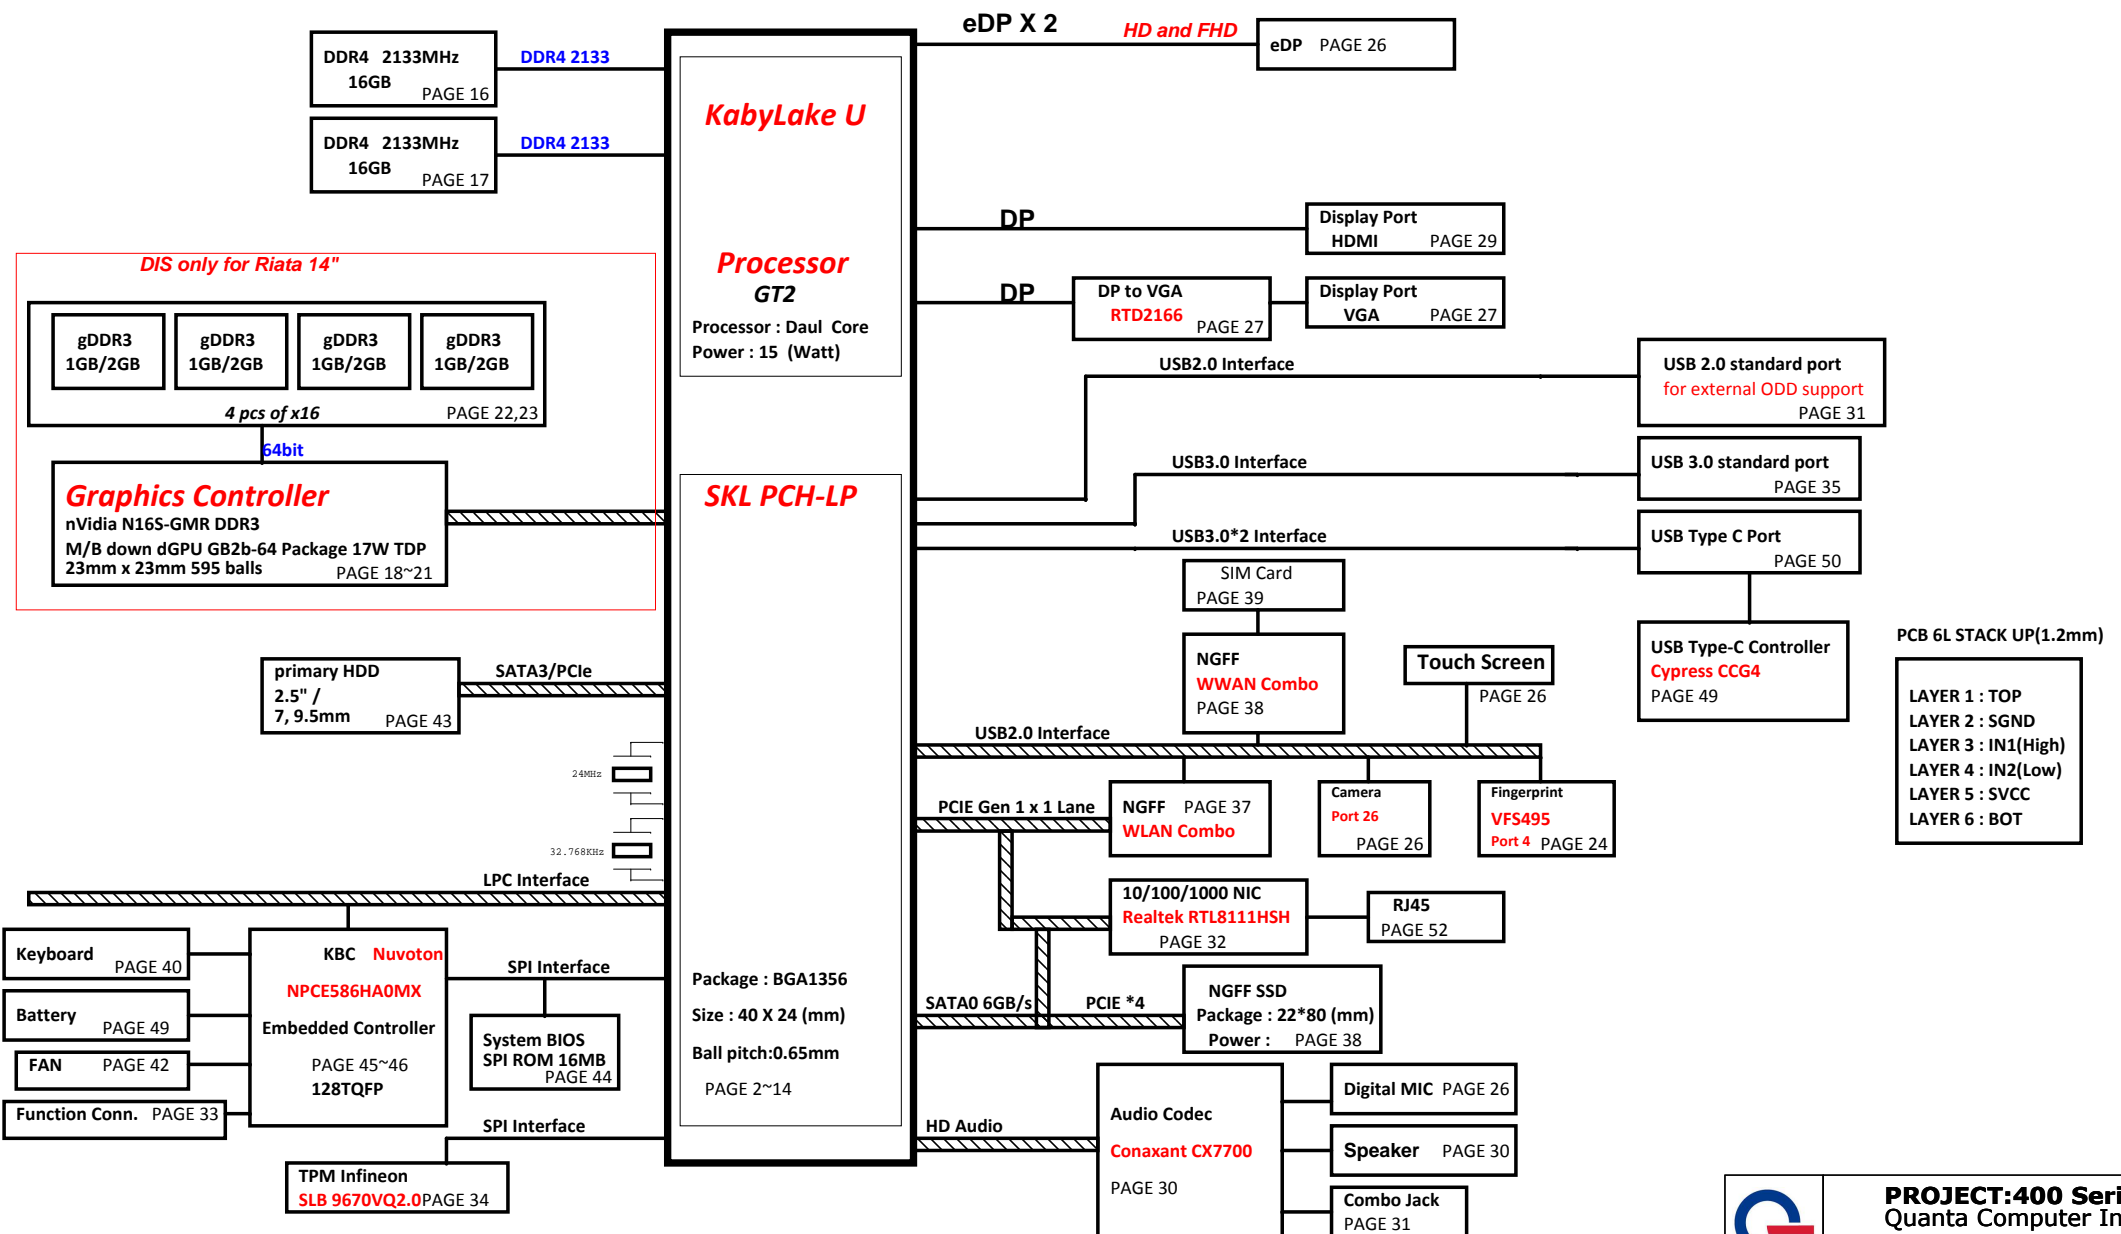 eDP X 2
HD and FHD
eDP PAGE 26
DDR4 2133MHz
16GB
PAGE 16
DDR4 2133
DDR4 2133MHz
16GB
PAGE 17
DDR4 2133
KabyLake U
Processor
GT2
Processor : Daul Core
Power : 15 (Watt)
DP
Display Port
HDMI PAGE 29
DP
DP to VGA
RTD2166
PAGE 27
Display Port
VGA PAGE 27
DIS only for Riata 14"
gDDR3
1GB/2GB
gDDR3
1GB/2GB
gDDR3
1GB/2GB
gDDR3
1GB/2GB
4 pcs of x16
PAGE 22,23
64bit
Graphics Controller
nVidia N16S-GMR DDR3
M/B down dGPU GB2b-64 Package 17W TDP
23mm x 23mm 595 balls
PAGE 18~21
USB2.0 Interface
USB 2.0 standard port
for external ODD support
PAGE 31
USB3.0 Interface
USB 3.0 standard port
PAGE 35
USB3.0*2 Interface
USB Type C Port
PAGE 50
USB Type-C Controller
Cypress CCG4
PAGE 49
SKL PCH-LP
SIM Card
PAGE 39
NGFF
WWAN Combo
PAGE 38
Touch Screen
PAGE 26
PCB 6L STACK UP(1.2mm)
LAYER 1 : TOP
LAYER 2 : SGND
LAYER 3 : IN1(High)
LAYER 4 : IN2(Low)
LAYER 5 : SVCC
LAYER 6 : BOT
primary HDD
2.5" /
7, 9.5mm
PAGE 43
SATA3/PCIe
24MHz
32.768KHz
USB2.0 Interface
PCIE Gen 1 x 1 Lane
NGFF PAGE 37
WLAN Combo
Camera
Port 26
PAGE 26
Fingerprint
VFS495
Port 4 PAGE 24
LPC Interface
10/100/1000 NIC
Realtek RTL8111HSH
PAGE 32
RJ45
PAGE 52
Keyboard
PAGE 40
Battery
PAGE 49
FAN PAGE 42
Function Conn. PAGE 33
KBC Nuvoton
NPCE586HA0MX
Embedded Controller
PAGE 45~46
128TQFP
SPI Interface
System BIOS
SPI ROM 16MB
PAGE 44
SPI Interface
TPM Infineon
SLB 9670VQ2.0PAGE 34
Package : BGA1356
Size : 40 X 24 (mm)
Ball pitch:0.65mm
PAGE 2~14
SATA0 6GB/s
PCIE *4
NGFF SSD
Package : 22*80 (mm)
Power : PAGE 38
HD Audio
Audio Codec
Conaxant CX7700
PAGE 30
Digital MIC PAGE 26
Speaker PAGE 30
Combo Jack
PAGE 31
PROJECT:400 Seri
Quanta Computer In